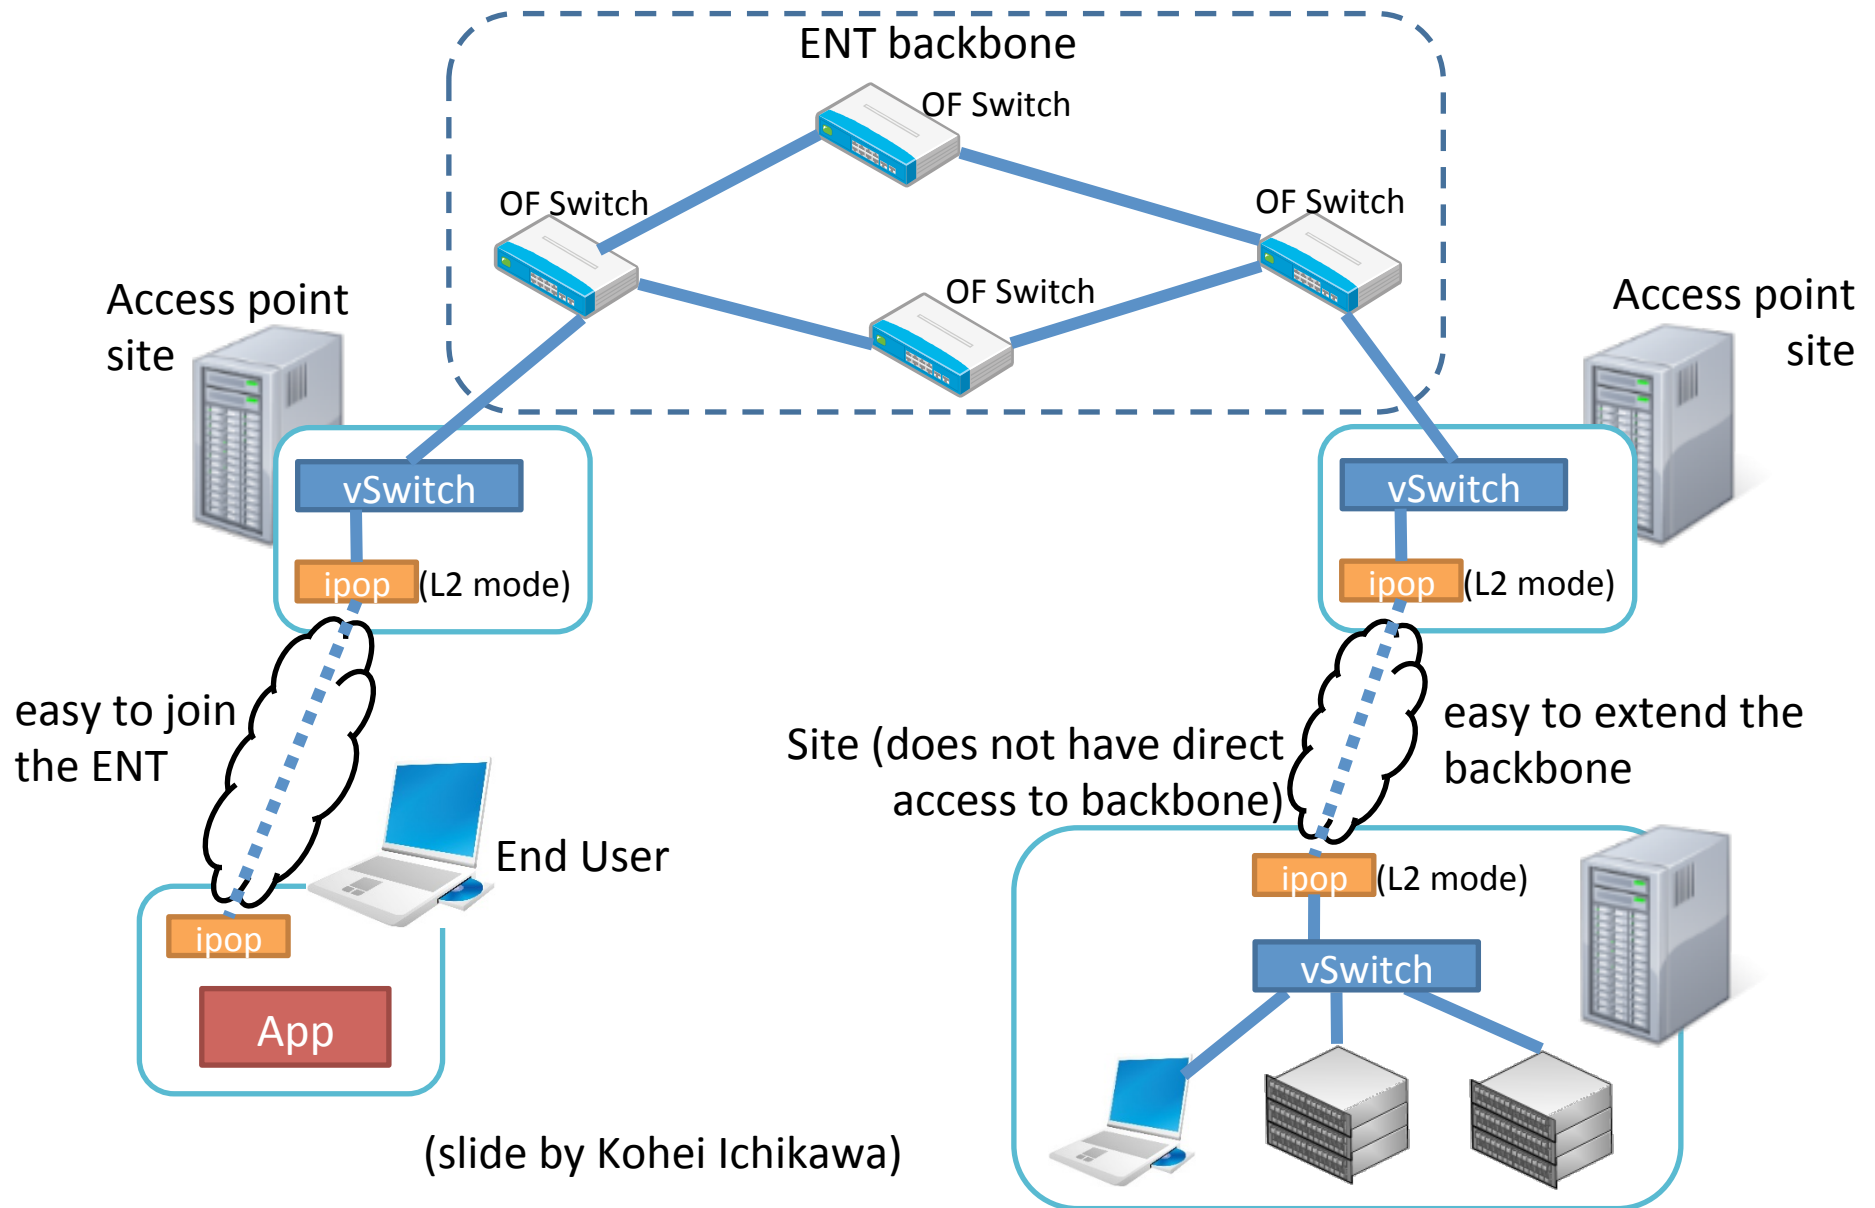 ENT backbone
OF Switch
OF Switch
OF Switch
OF Switch
Access point
site
Access point
site
vSwitch
vSwitch
ipop
(L2 mode)
ipop
(L2 mode)
easy to join
the ENT
Site (does not have direct
access to backbone)
easy to extend the
backbone
End User
ipop
(L2 mode)
ipop
vSwitch
App
(slide by Kohei Ichikawa)